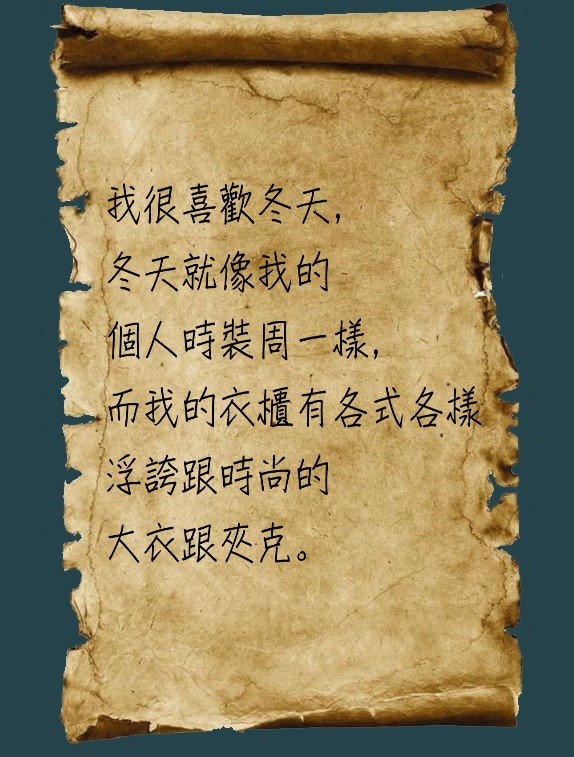 我很喜歡冬天,
冬天就像我的
個人時裝周一樣,
而我的衣櫃有各式各樣
浮誇跟時尚的
大衣跟夾克。